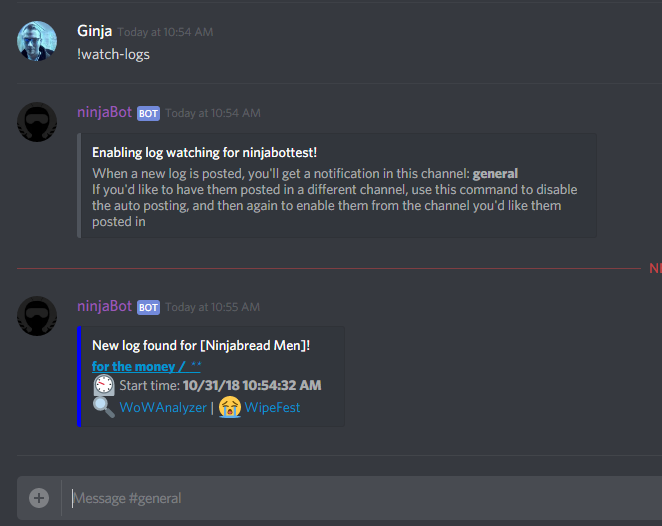 Ginja Today at 10:54 AM
!watch-logs
ninjaBot BOT Today at 10:54 AM
Enabling log watching for ninjabottest!
When a new log is posted, you'll get a notification in this channel: general
If you'd like to have them posted in a different channel, use this command to disable
the auto posting, and then again to enable them from the channel you'd like them
posted in
ninjaBot BOT Today at 10:55 AM
New log found for [Ninjabread Men]!
for the money / **
Start time: 10/31/18 10:54:32 AM
WoWAnalyzer | WipeFest
Message #general